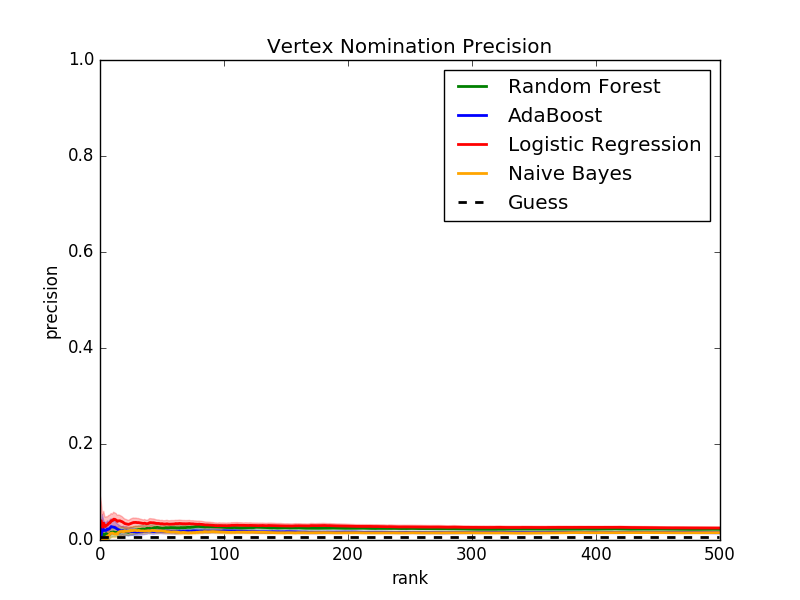 Vertex Nomination Precision
1.0
0.8
0.6
0.4
0.2
0.0
precision
Random Forest
AdaBoost
Logistic Regression
Naive Bayes
Guess
0 100 200 300 400 500
rank